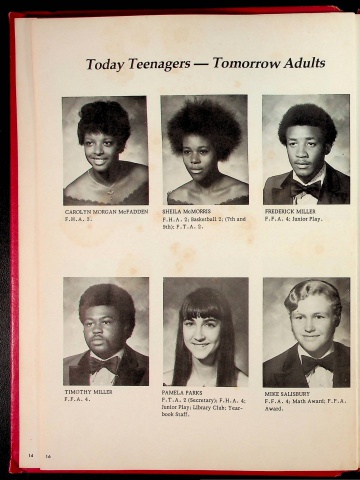 Today Teenagers — Tomorrow Adults
CAROLYN MORGAN McFADDEN
F.H.A. 3.
SHEILA McMORRIS
F.H.A. 2; Basketball 2; (7th and
8th); F.T.A. 2.
FREDERICK MILLER
F.F.A. 4; Junior Play.
TIMOTHY MILLER
F.F.A. 4.
PAMELA PARKS
F.T.A. 2 (Secretary); F.H.A. 4;
Junior Play; Library Club; Year-
book Staff.
MIKE SALISBURY
F.F.A. 4; Math Award; F.F.A.
Award.
14 16